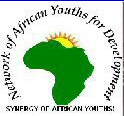 Network of African Youths for Development
SYNERGY OF AFRICAN YOUTHS!